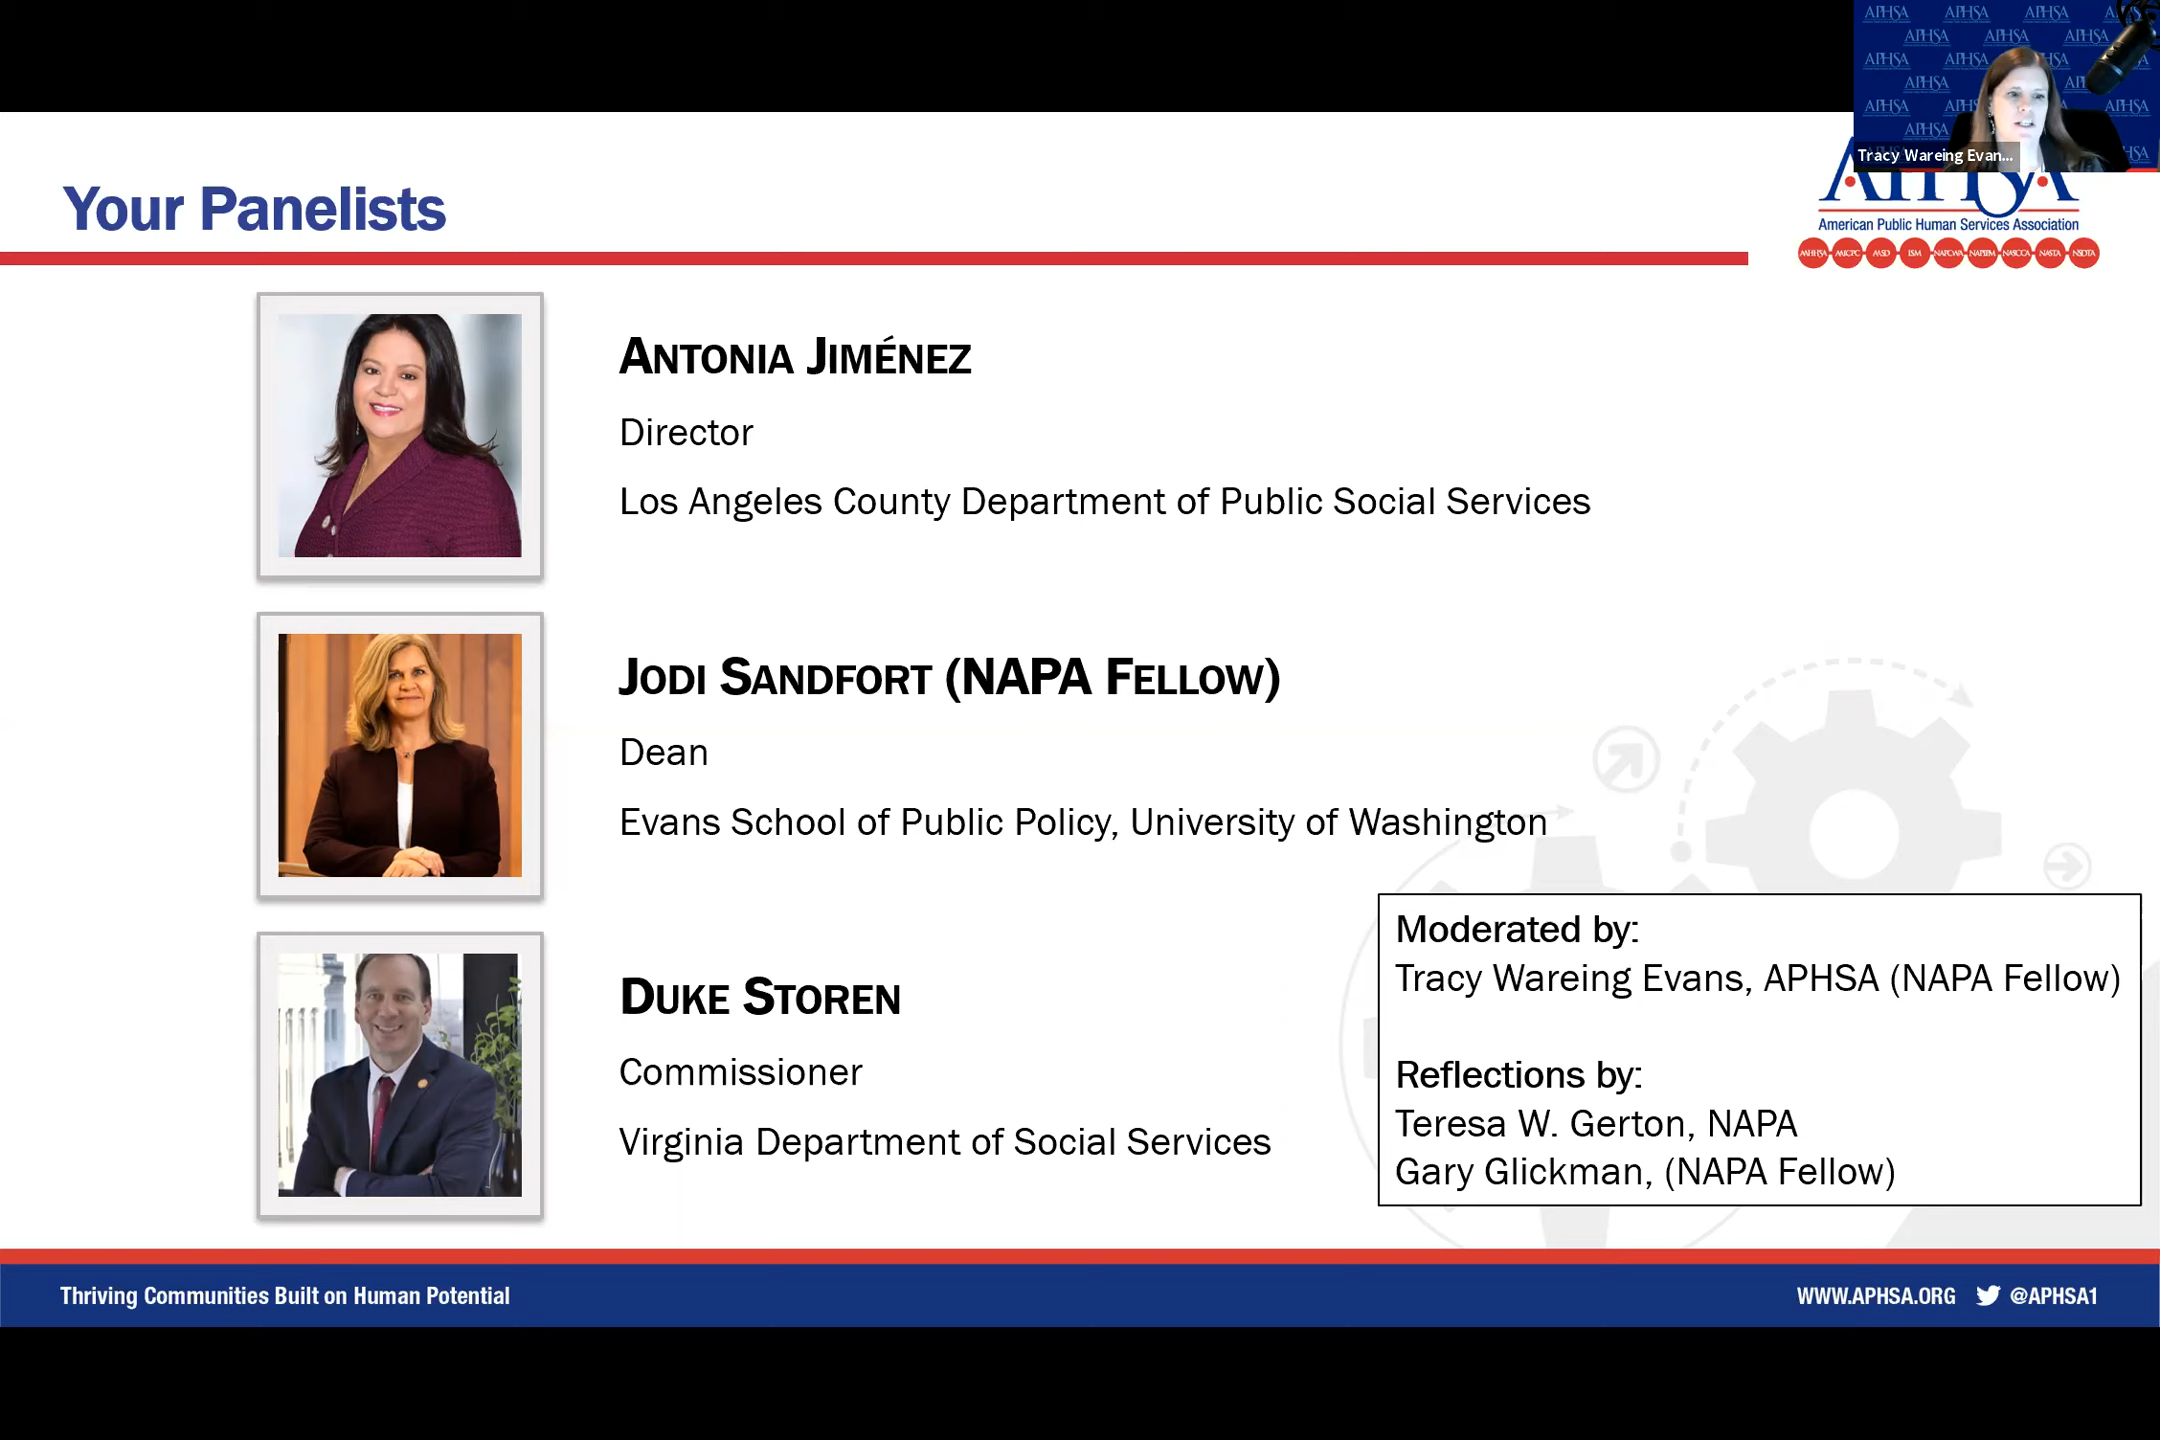 Your Panelists
Tracy Wareing Evan...
American Public Human Services Association
ANTONIA JIMÉNEZ
Director
Los Angeles County Department of Public Social Services
JODI SANDFORT (NAPA FELLOW)
Dean
Evans School of Public Policy, University of Washington
DUKE STOREN
Commissioner
Virginia Department of Social Services
Moderated by:
Tracy Wareing Evans, APHSA (NAPA Fellow)
Reflections by:
Teresa W. Gerton, NAPA
Gary Glickman, (NAPA Fellow)
Thriving Communities Built on Human Potential
WWW.APHSA.ORG @APHSA1